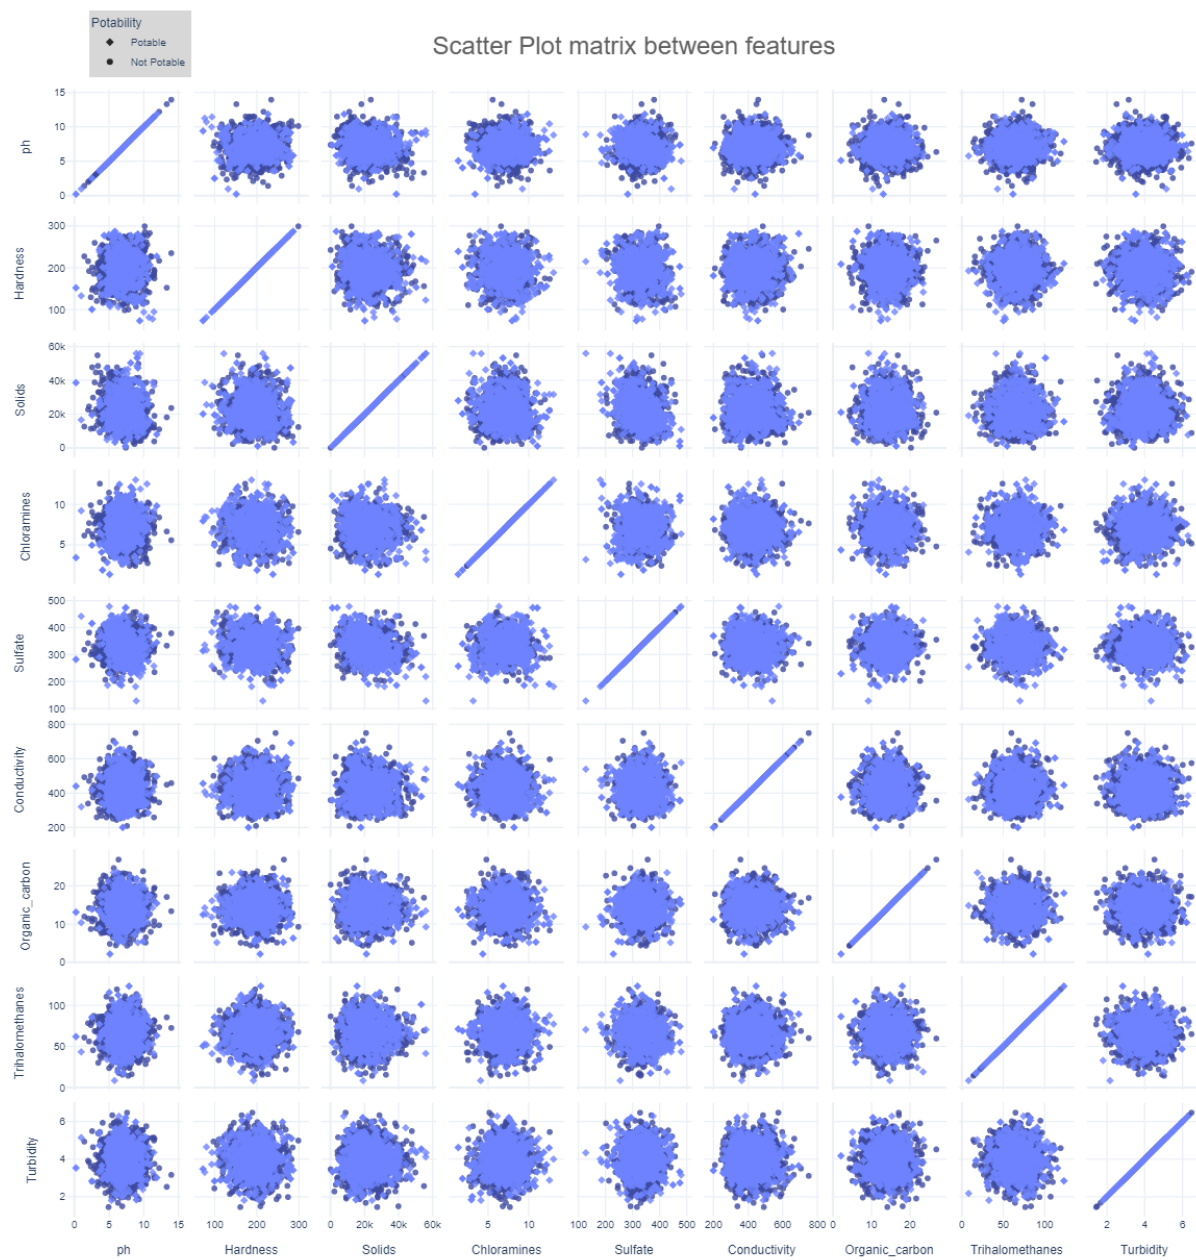 Potability
Potable
Not Potable
Scatter Plot matrix between features
15
10
5
0
ph
300
200
100
Hardness
60k
40k
20k
0
Solids
10
5
Chloramines
500
400
300
200
100
Sulfate
800
600
400
200
Conductivity
20
10
0
Organic_carbon
100
50
0
Trihalomethanes
6
4
2
Turbidity
0 5 10 15 100 200 300 0 20k 40k 60k 5 10 100 200 300 400 500 200 400 600 800 0 10 20 0 50 100 2 4 6
ph Hardness Solids Chloramines Sulfate Conductivity Organic_carbon Trihalomethanes Turbidity